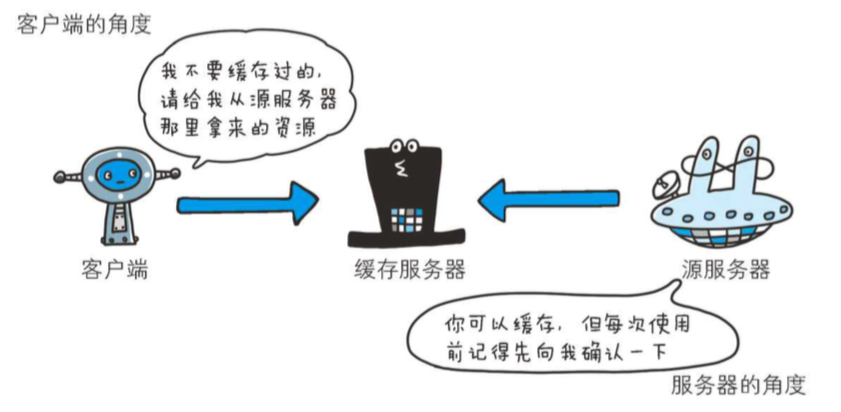 客户端的角度
我不要缓存过的,
请给我从源服务器
那里拿来的资源
客户端
缓存服务器
源服务器
你可以缓存, 但每次使用
前记得先向我确认一下
服务器的角度